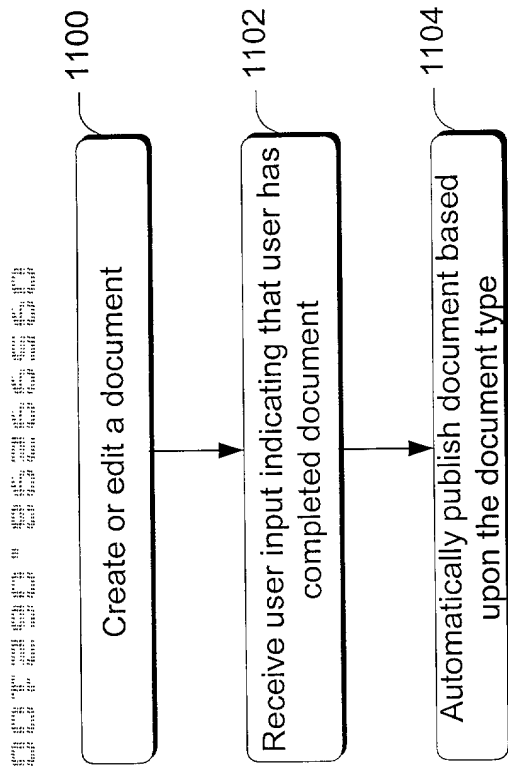 Create or edit a document
1100
Receive user input indicating that user has
completed document
1102
Automatically publish document based
upon the document type
1104